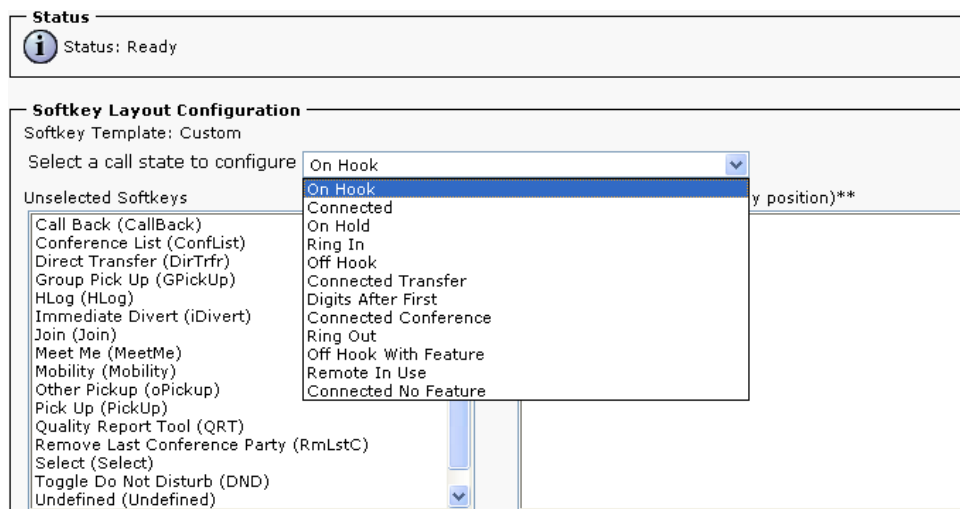 Status
Status: Ready
Softkey Layout Configuration
Softkey Template: Custom
Select a call state to configure On Hook
On Hook
Connected
On Hold
Ring In
Off Hook
Connected Transfer
Digits After First
Connected Conference
Ring Out
Off Hook With Feature
Remote In Use
Connected No Feature
Unselected Softkeys
y position)**
Call Back (CallBack)
Conference List (ConfList)
Direct Transfer (DirTrfr)
Group Pick Up (GPickUp)
HLog (HLog)
Immediate Divert (iDivert)
Join (Join)
Meet Me (MeetMe)
Mobility (Mobility)
Other Pickup (oPickup)
Pick Up (PickUp)
Quality Report Tool (QRT)
Remove Last Conference Party (RmLstC)
Select (Select)
Toggle Do Not Disturb (DND)
Undefined (Undefined)